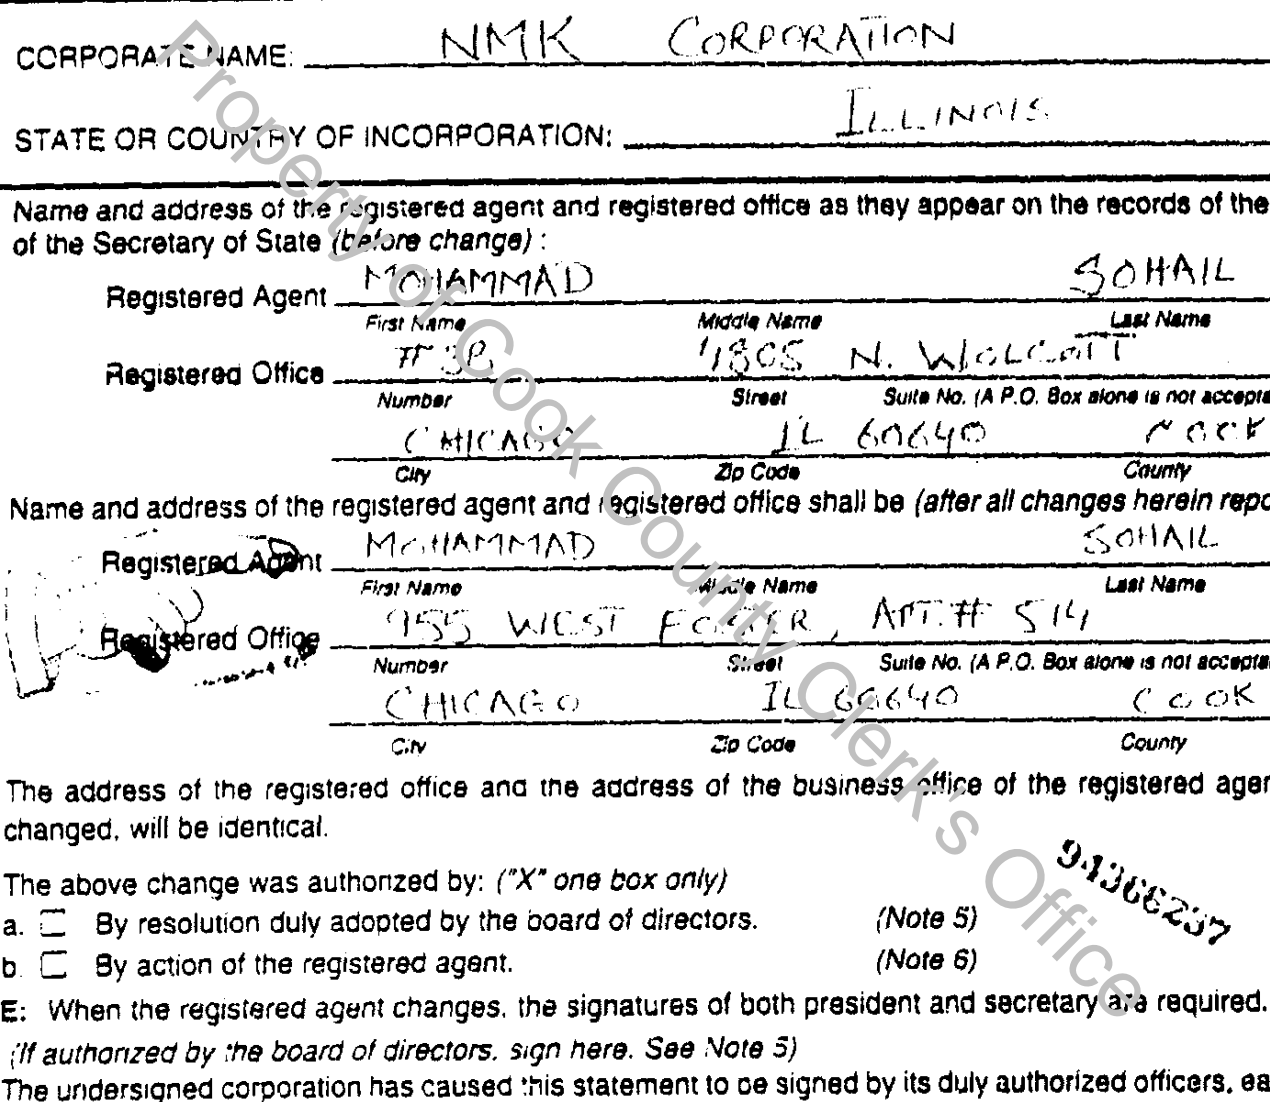 CORPORATE NAME: NMK CORPORATION
STATE OR COUNTRY OF INCORPORATION: ILLINOIS
Name and address of the registered agent and registered office as they appear on the records of the
of the Secretary of State (before change) :
Registered Agent MOHAMMAD SOHAIL
First Name Middle Name Last Name
Registered Office # 3B, 4805 N. WOLCOTT
Number Street Suite No. (A P.O. Box alone is not accepta
CHICAGO IL 60640 COOK
City Zip Code County
Name and address of the registered agent and registered office shall be (after all changes herein repo
Registered Agent MOHAMMAD SOHAIL
First Name Middle Name Last Name
Registered Office 955 WEST FOSTER, APT. # 514
Number Street Suite No. (A P.O. Box alone is not accepta
CHICAGO IL 60640 COOK
City Zip Code County
The address of the registered office and the address of the business office of the registered agen
changed, will be identical.
The above change was authorized by: ("X" one box only)
94366237
a. By resolution duly adopted by the board of directors. (Note 5)
b. By action of the registered agent. (Note 6)
E: When the registered agent changes, the signatures of both president and secretary are required.
(If authorized by the board of directors, sign here. See Note 5)
The undersigned corporation has caused this statement to be signed by its duly authorized officers, ea
Property of Cook County Clerk's Office